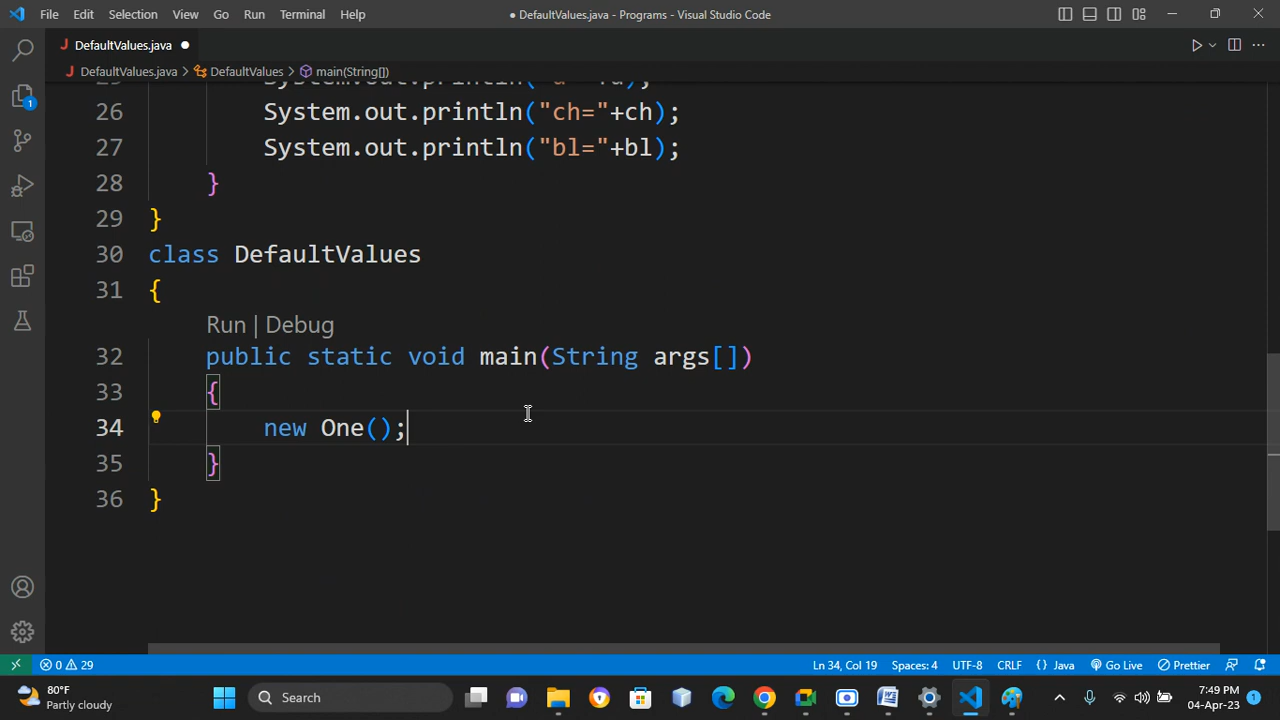 File Edit Selection View Go Run Terminal Help
● DefaultValues.java - Programs - Visual Studio Code
J DefaultValues.java ●
J DefaultValues.java > DefaultValues > main(String[])
26 System.out.println("ch="+ch);
27 System.out.println("bl="+bl);
28 }
29 }
30 class DefaultValues
31 {
Run | Debug
32 public static void main(String args[])
33 {
34 new One();
35 }
36 }
1
0 29 Ln 34, Col 19 Spaces: 4 UTF-8 CRLF {} Java Go Live Prettier
80°F
Partly cloudy
Search
7:49 PM
04-Apr-23
1